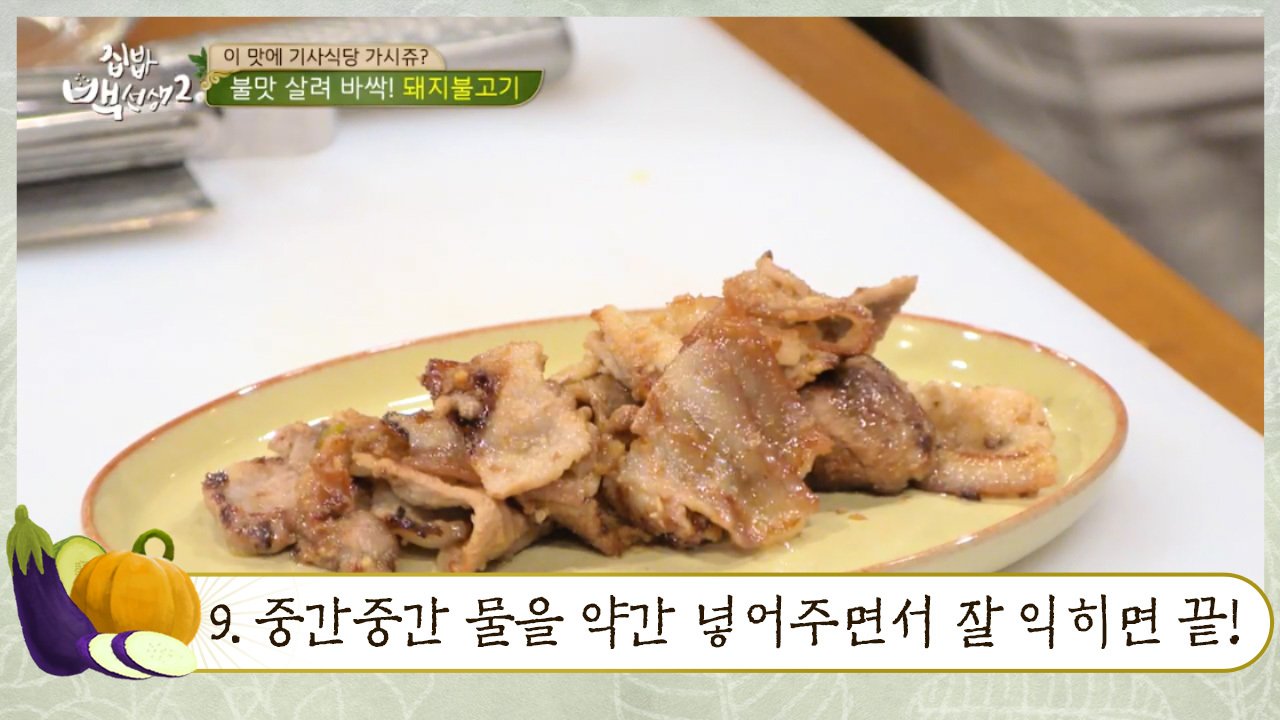 집밥
백선생2
이 맛에 기사식당 가시쥬?
불맛 살려 바싹! 돼지불고기
9. 중간중간 물을 약간 넣어주면서 잘 익히면 끝!